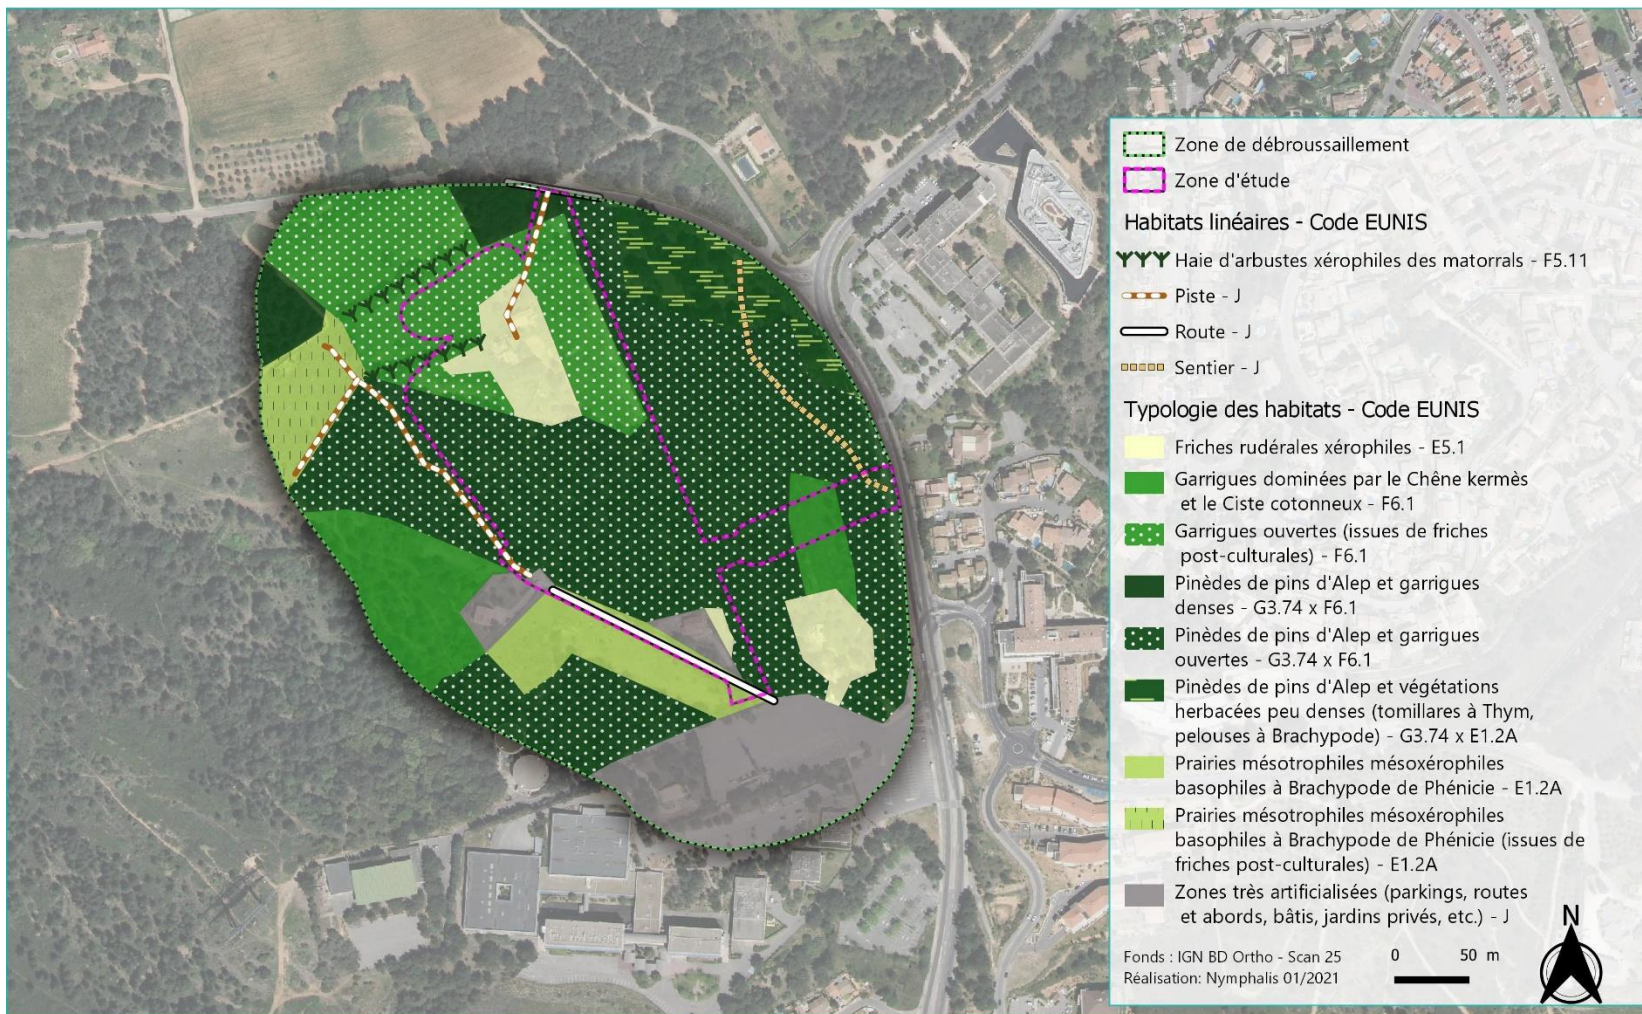 Zone de débroussaillement
Zone d'étude
Habitats linéaires - Code EUNIS
Haie d'arbustes xérophiles des matorrals - F5.11
Piste - J
Route - J
Sentier - J
Typologie des habitats - Code EUNIS
Friches rudérales xérophiles - E5.1
Garrigues dominées par le Chêne kermès
et le Ciste cotonneux - F6.1
Garrigues ouvertes (issues de friches
post-culturales) - F6.1
Pinèdes de pins d'Alep et garrigues
denses - G3.74 x F6.1
Pinèdes de pins d'Alep et garrigues
ouvertes - G3.74 x F6.1
Pinèdes de pins d'Alep et végétations
herbacées peu denses (tomillares à Thym,
pelouses à Brachypode) - G3.74 x E1.2A
Prairies mésotrophiles mésoxérophiles
basophiles à Brachypode de Phénicie - E1.2A
Prairies mésotrophiles mésoxérophiles
basophiles à Brachypode de Phénicie (issues de
friches post-culturales) - E1.2A
Zones très artificialisées (parkings, routes
et abords, bâtis, jardins privés, etc.) - J
Fonds : IGN BD Ortho - Scan 25
Réalisation: Nymphalis 01/2021
0 50 m
N